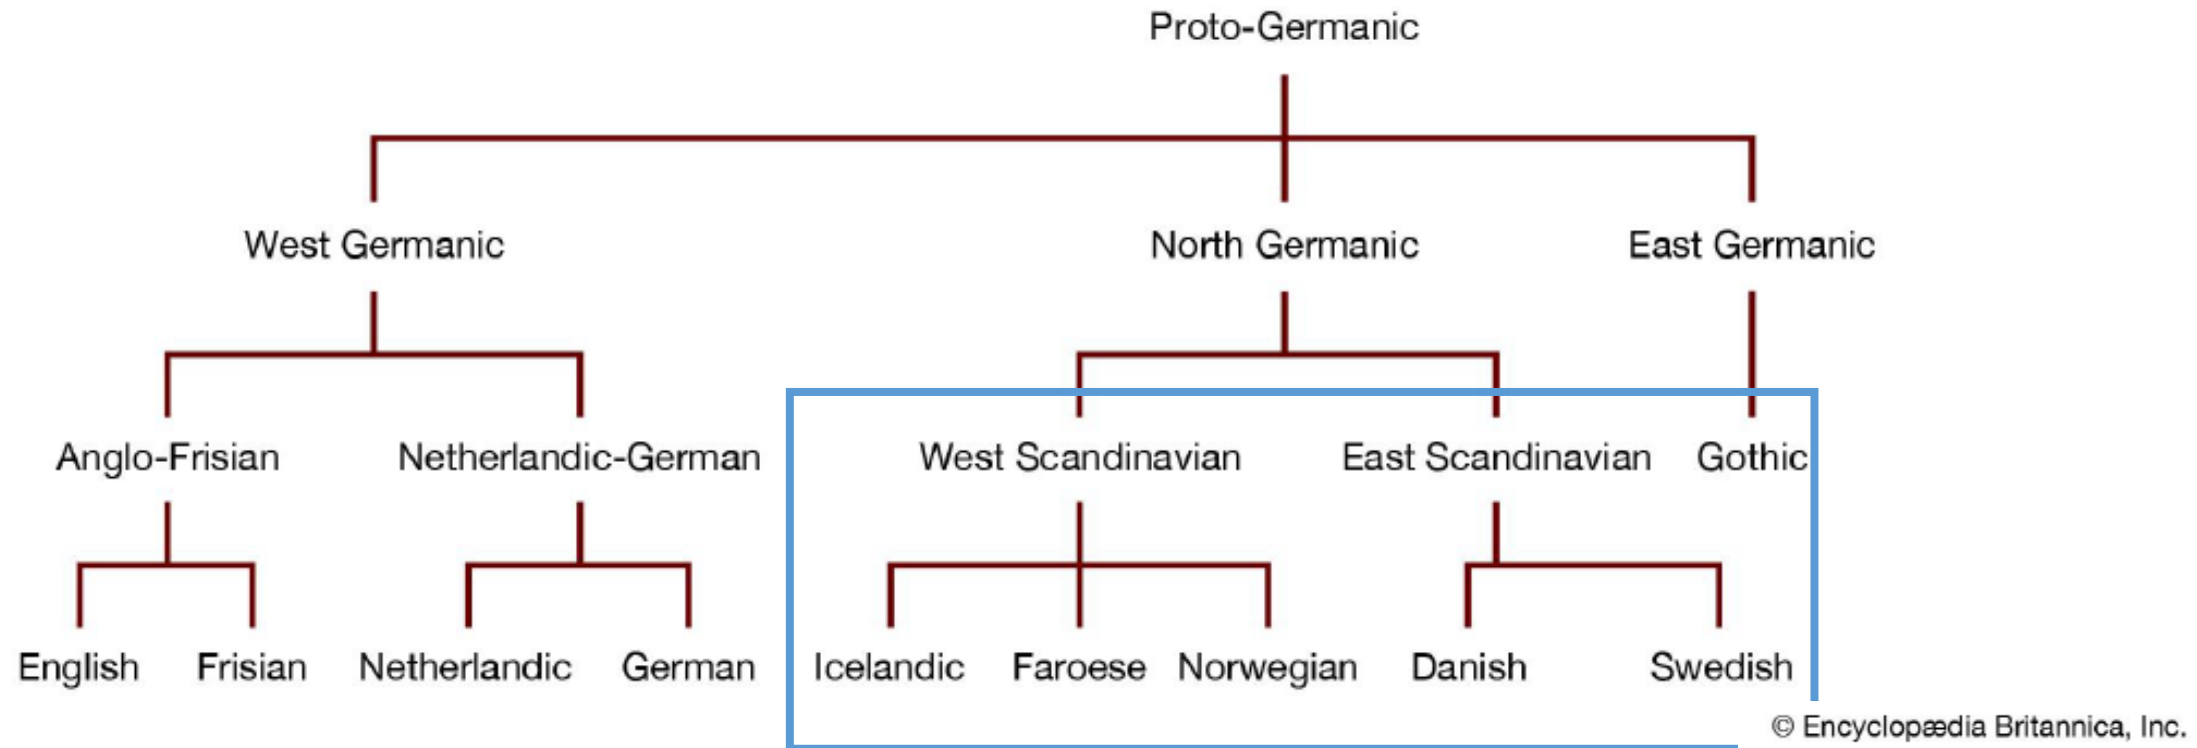 Proto-Germanic
West Germanic North Germanic East Germanic
Anglo-Frisian Netherlandic-German West Scandinavian East Scandinavian Gothic
English Frisian Netherlandic German Icelandic Faroese Norwegian Danish Swedish
© Encyclopædia Britannica, Inc.